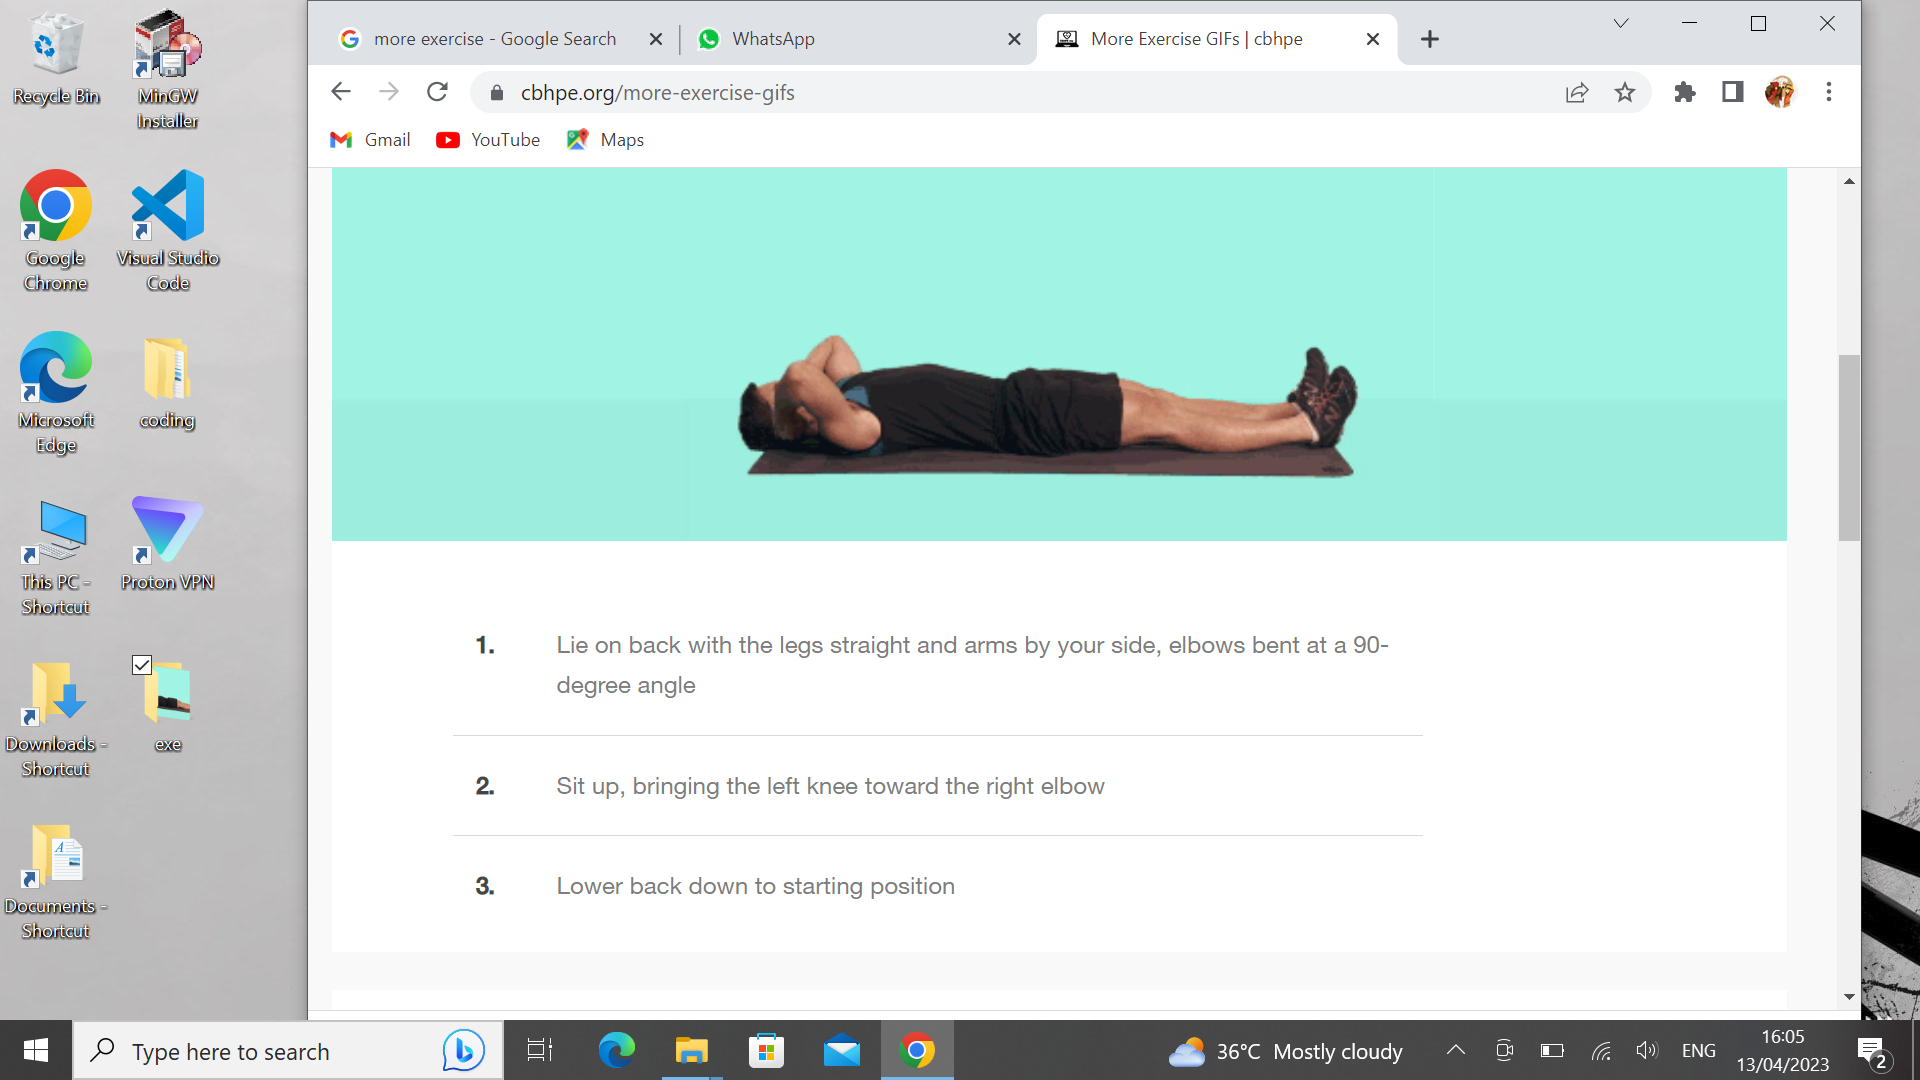 Recycle Bin
MinGW
Installer
Google
Chrome
Visual Studio
Code
Microsoft
Edge
coding
This PC -
Shortcut
Proton VPN
Downloads -
Shortcut
exe
Documents -
Shortcut
more exercise - Google Search
WhatsApp
More Exercise GIFs | cbhpe
cbhpe.org/more-exercise-gifs
Gmail
YouTube
Maps
1. Lie on back with the legs straight and arms by your side, elbows bent at a 90-
degree angle
2. Sit up, bringing the left knee toward the right elbow
3. Lower back down to starting position
Type here to search
36°C Mostly cloudy
ENG
16:05
13/04/2023
2